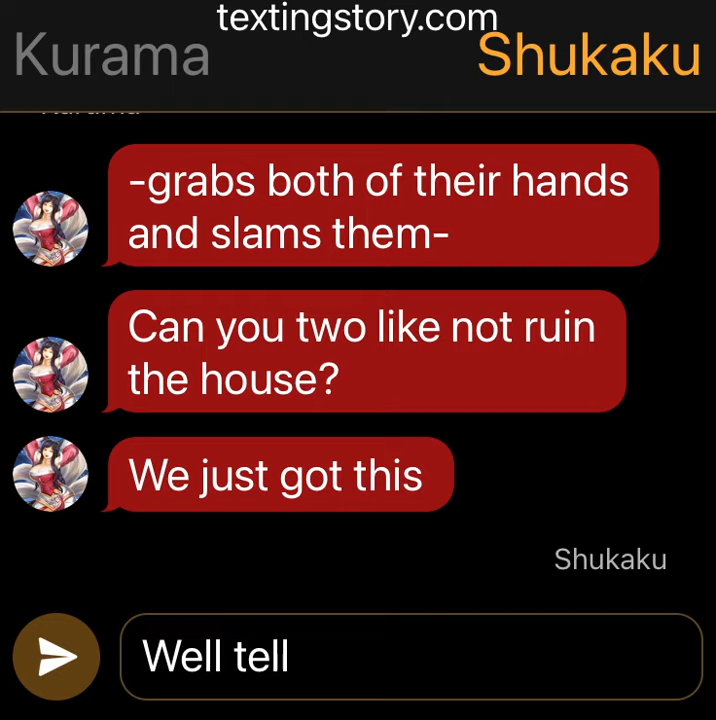 textingstory.com
Kurama
Shukaku
-grabs both of their hands
and slams them-
Can you two like not ruin
the house?
We just got this
Shukaku
Well tell